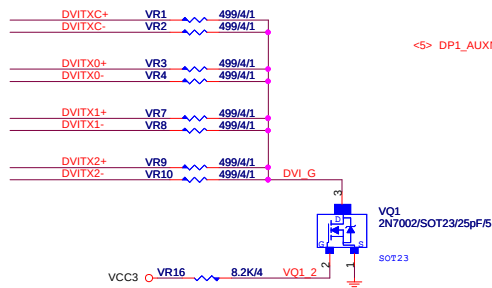 DVITXC+ VR1 499/4/1
DVITXC- VR2 499/4/1
<5> DP1_AUX
DVITX0+ VR3 499/4/1
DVITX0- VR4 499/4/1
DVITX1+ VR7 499/4/1
DVITX1- VR8 499/4/1
DVITX2+ VR9 499/4/1
DVITX2- VR10 499/4/1 DVI_G
3
VQ1
D 2N7002/SOT23/25pF/5
G S
SOT23
2 1
VCC3 VR16 8.2K/4 VQ1_2